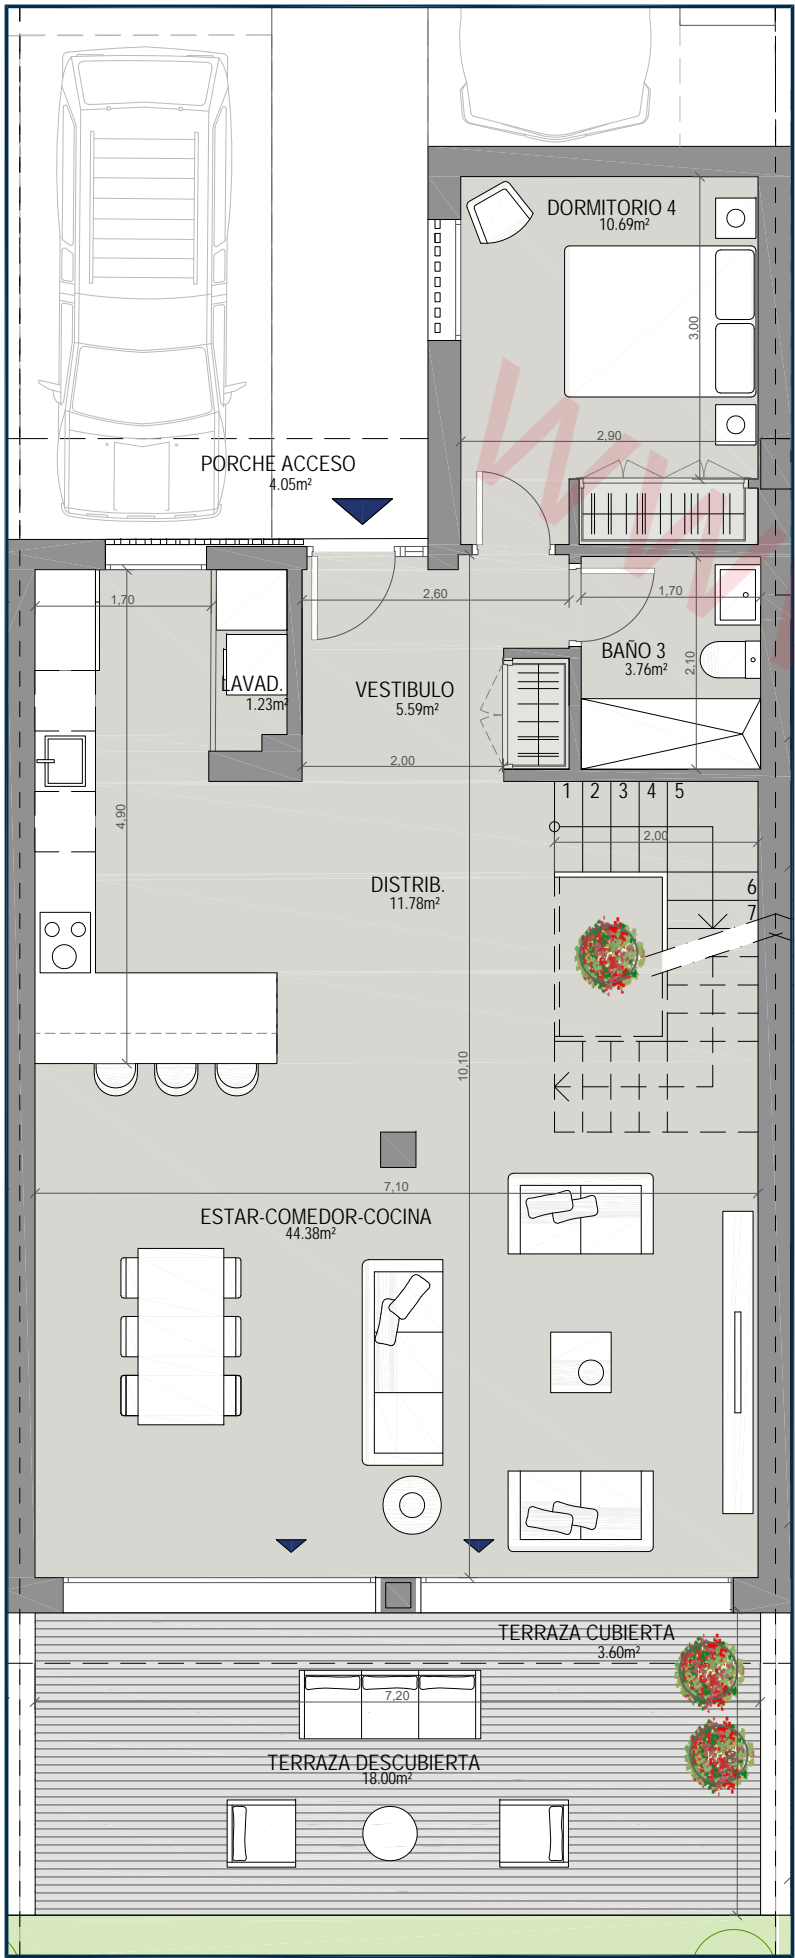 DORMITORIO 4
10.69m²
3,00
2,90
PORCHE ACCESO
4.05m²
WW
1,70
2,60
1,70
BAÑO 3
3.76m²
2,10
LAVAD.
1.23m²
VESTIBULO
5.59m²
2,00
1 2 3 4 5
4,90
2,00
DISTRIB.
11.78m²
6
7
10,10
7,10
ESTAR-COMEDOR-COCINA
44.38m²
TERRAZA CUBIERTA
3.60m²
7,20
TERRAZA DESCUBIERTA
18.00m²